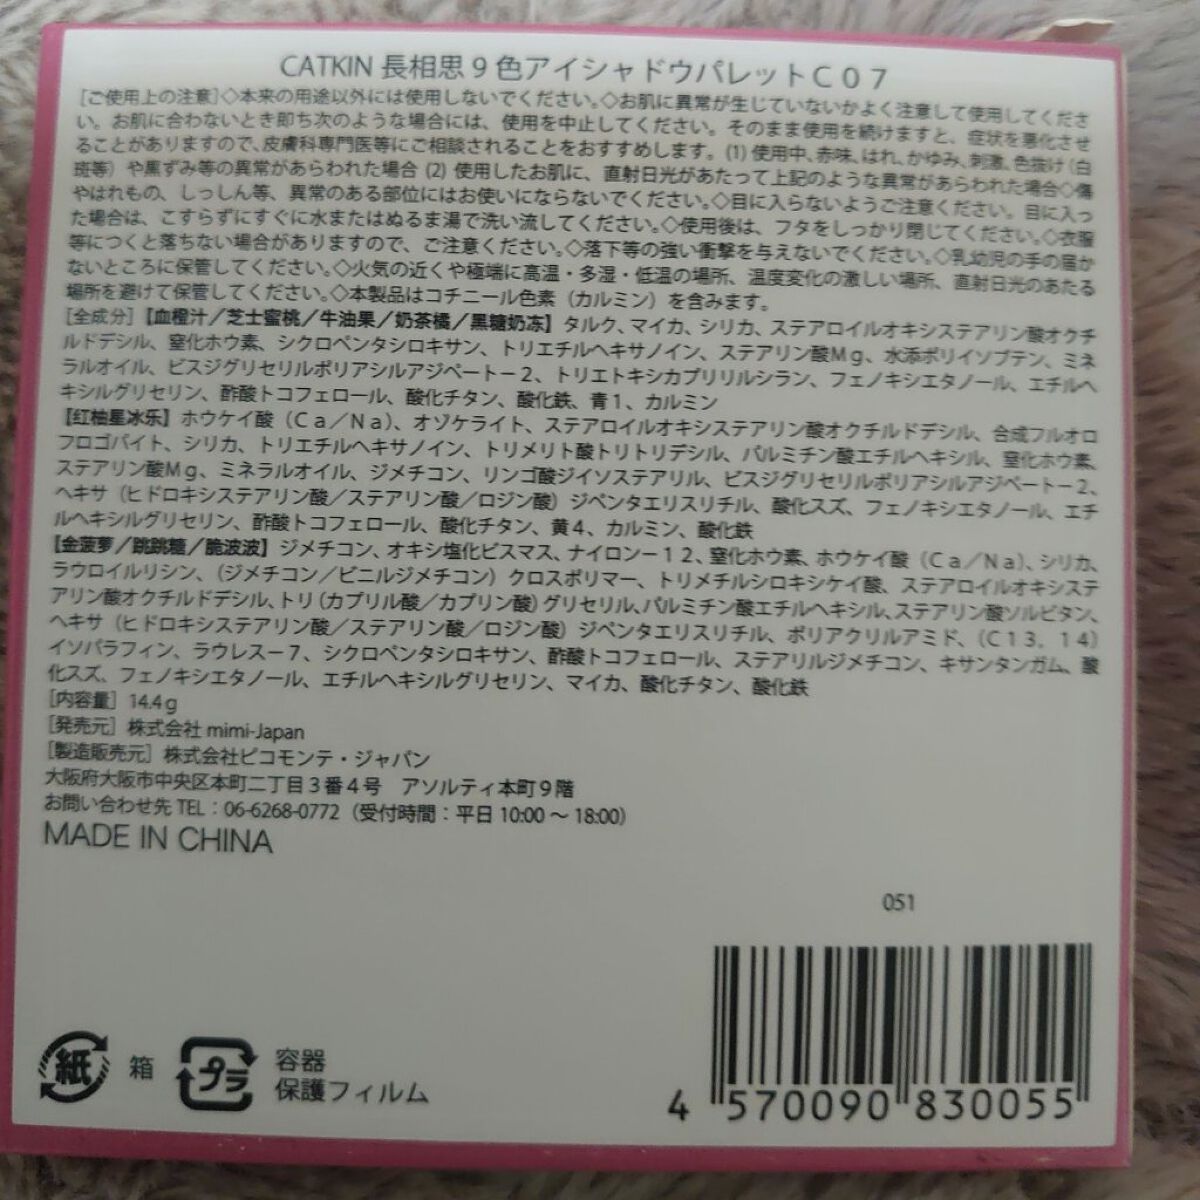 CATKIN 長相思９色アイシャドウパレットＣ０７
[ご使用上の注意]◇本来の用途以外には使用しないでください。◇お肌に異常が生じていないかよく注意して使用してくださ
い。お肌に合わないとき即ち次のような場合には、使用を中止してください。そのまま使用を続けますと、症状を悪化させ
ることがありますので、皮膚科専門医等にご相談されることをおすすめします。(1) 使用中、赤味、はれ、かゆみ、刺激、色抜け（白
斑等）や黒ずみ等の異常があらわれた場合 (2) 使用したお肌に、直射日光があたって上記のような異常があらわれた場合◇傷
やはれもの、しっしん等、異常のある部位にはお使いにならないでください。◇目に入らないようご注意ください。目に入っ
た場合は、こすらずにすぐに水またはぬるま湯で洗い流してください。◇使用後は、フタをしっかり閉じてください。◇衣服
等につくと落ちない場合がありますので、ご注意ください。◇落下等の強い衝撃を与えないでください。◇乳幼児の手の届か
ないところに保管してください。◇火気の近くや極端に高温・多湿・低温の場所、温度変化の激しい場所、直射日光のあたる
場所を避けて保管してください。◇本製品はコチニール色素（カルミン）を含みます。
[全成分]【血橙汁／芝士蜜桃／牛油果／奶茶橘／黑糖奶冻】タルク、マイカ、シリカ、ステアロイルオキシステアリン酸オクチ
ルドデシル、窒化ホウ素、シクロペンタシロキサン、トリエチルヘキサノイン、ステアリン酸Ｍｇ、水添ポリイソブテン、ミネ
ラルオイル、ビスジグリセリルポリアシルアジペート－２、トリエトキシカプリリルシラン、フェノキシエタノール、エチルヘ
キシルグリセリン、酢酸トコフェロール、酸化チタン、酸化鉄、青１、カルミン
【红柚星冰乐】ホウケイ酸（Ｃａ／Ｎａ）、オゾケライト、ステアロイルオキシステアリン酸オクチルドデシル、合成フルオロ
フロゴパイト、シリカ、トリエチルヘキサノイン、トリメリト酸トリトリデシル、パルミチン酸エチルヘキシル、窒化ホウ素、
ステアリン酸Ｍｇ、ミネラルオイル、ジメチコン、リンゴ酸ジイソステアリル、ビスジグリセリルポリアシルアジペート－２、
ヘキサ（ヒドロキシステアリン酸／ステアリン酸／ロジン酸）ジペンタエリスリチル、酸化スズ、フェノキシエタノール、エチ
ルヘキシルグリセリン、酢酸トコフェロール、酸化チタン、黄４、カルミン、酸化鉄
【金菠萝／跳跳糖／脆波波】ジメチコン、オキシ塩化ビスマス、ナイロン－１２、窒化ホウ素、ホウケイ酸（Ｃａ／Ｎａ）、シリカ、
ラウロイルリシン、（ジメチコン／ビニルジメチコン）クロスポリマー、トリメチルシロキシケイ酸、ステアロイルオキシステ
アリン酸オクチルドデシル、トリ（カプリル酸／カプリン酸）グリセリル、パルミチン酸エチルヘキシル、ステアリン酸ソルビタン、
ヘキサ（ヒドロキシステアリン酸／ステアリン酸／ロジン酸）ジペンタエリスリチル、ポリアクリルアミド、（Ｃ１３，１４）
イソパラフィン、ラウレス－７、シクロペンタシロキサン、酢酸トコフェロール、ステアリルジメチコン、キサンタンガム、酸
化スズ、フェノキシエタノール、エチルヘキシルグリセリン、マイカ、酸化チタン、酸化鉄
[内容量] 14.4ｇ
[発売元] 株式会社 mimi-Japan
[製造販売元] 株式会社ピコモンテ・ジャパン
大阪府大阪市中央区本町二丁目３番４号　アソルティ本町９階
お問い合わせ先 TEL：06-6268-0772（受付時間：平日 10:00 〜 18:00）
MADE IN CHINA
051
紙 箱 プラ 容器
保護フィルム
4 570090 830055